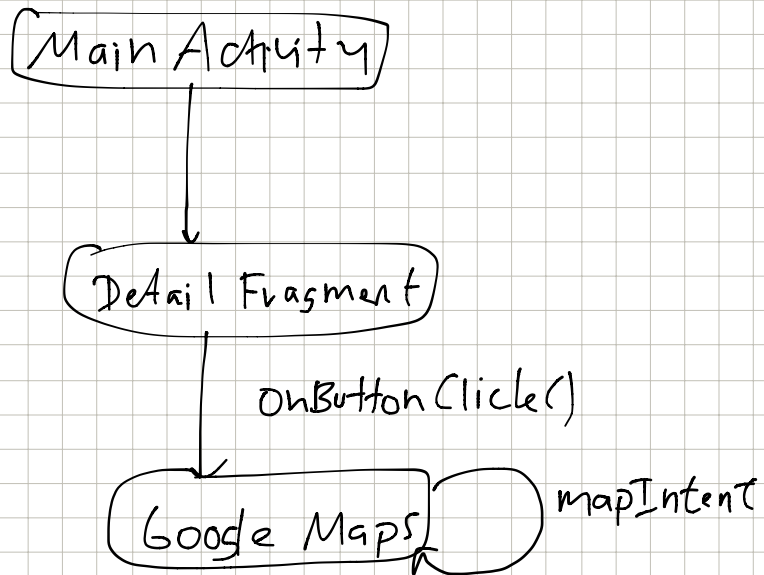 Main Activity
Detail Fragment
onButtonClick()
Google Maps
mapIntent